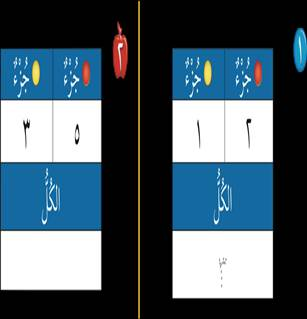 ١
جُزْءٌ جُزْءٌ
٢ ١
الكُلُّ
٣
جُزْءٌ جُزْءٌ
٥ ٣
الكُلُّ